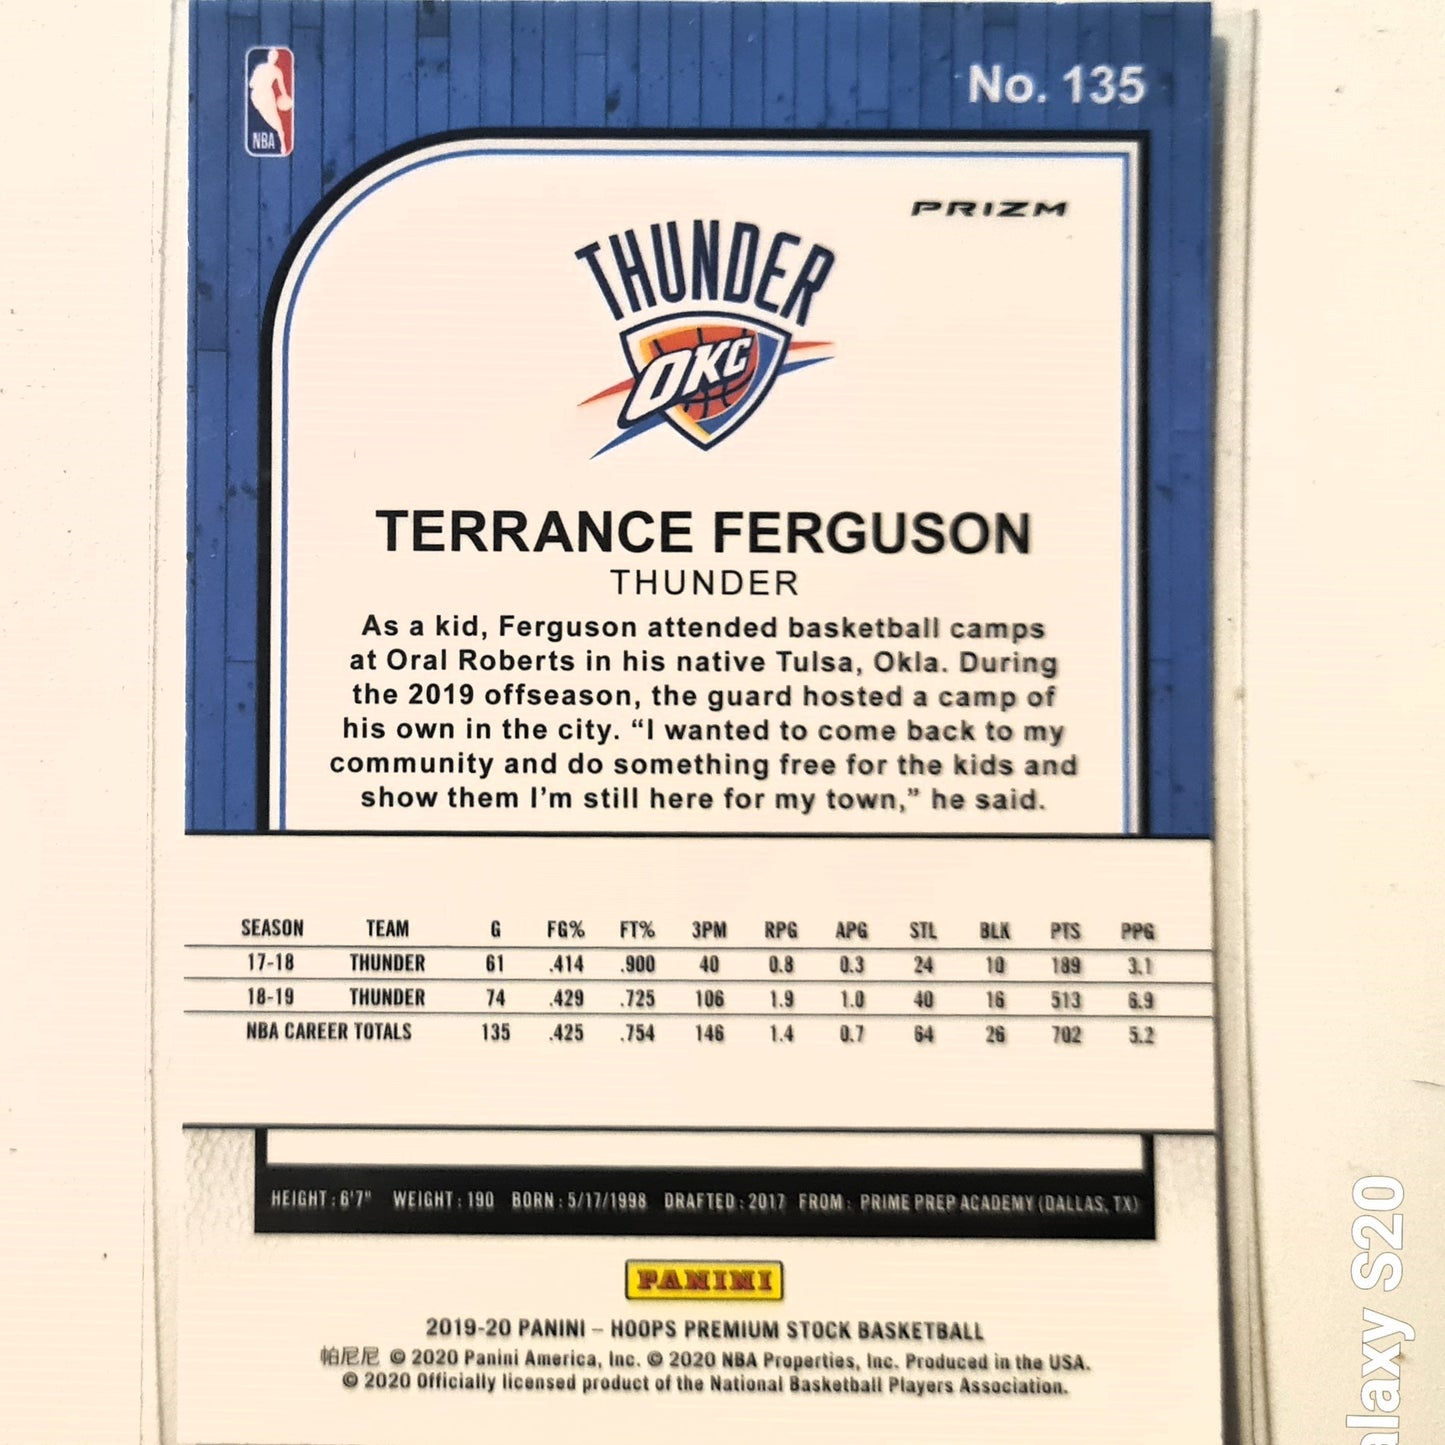 NBA
No. 135
PRIZM
THUNDER
OKC
TERRANCE FERGUSON
THUNDER
As a kid, Ferguson attended basketball camps
at Oral Roberts in his native Tulsa, Okla. During
the 2019 offseason, the guard hosted a camp of
his own in the city. “I wanted to come back to my
community and do something free for the kids and
show them I’m still here for my town,” he said.
SEASON TEAM G FG% FT% 3PM RPG APG STL BLK PTS PPG
17-18 THUNDER 61 .414 .900 40 0.8 0.3 24 10 189 3.1
18-19 THUNDER 74 .429 .725 106 1.9 1.0 40 16 513 6.9
NBA CAREER TOTALS 135 .425 .754 146 1.4 0.7 64 26 702 5.2
HEIGHT : 6'7" WEIGHT : 190 BORN : 5/17/1998 DRAFTED : 2017 FROM : PRIME PREP ACADEMY (DALLAS, TX)
PANINI
2019-20 PANINI – HOOPS PREMIUM STOCK BASKETBALL
帕尼尼 © 2020 Panini America, Inc. © 2020 NBA Properties, Inc. Produced in the USA.
© 2020 Officially licensed product of the National Basketball Players Association.
alaxy S20